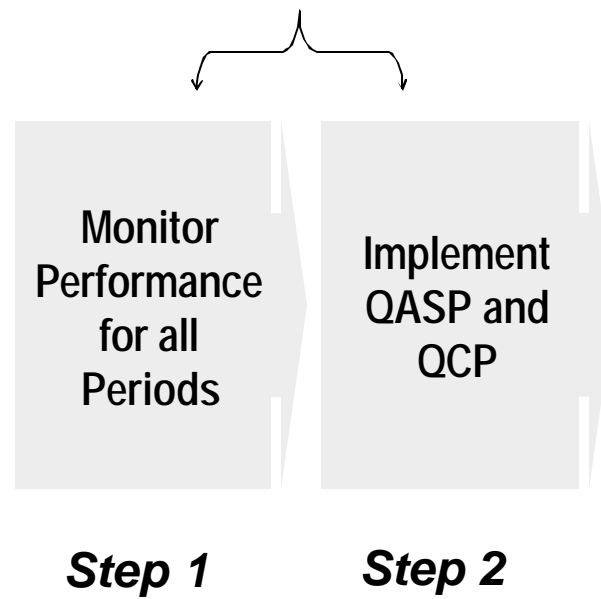 Monitor
Performance
for all
Periods
Implement
QASP and
QCP
Step 1
Step 2